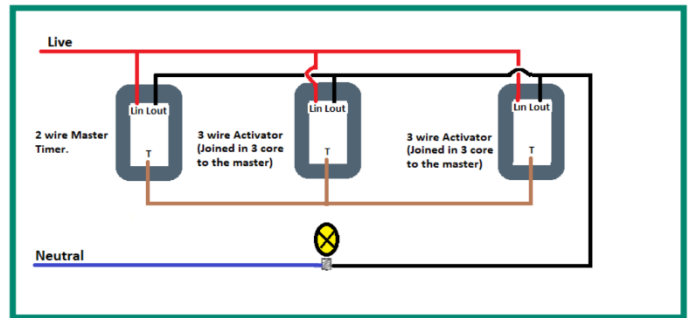 Live
Lin Lout
Lin Lout
Lin Lout
2 wire Master
Timer.
T
3 wire Activator
(Joined in 3 core
to the master)
T
3 wire Activator
(Joined in 3 core
to the master)
T
Neutral